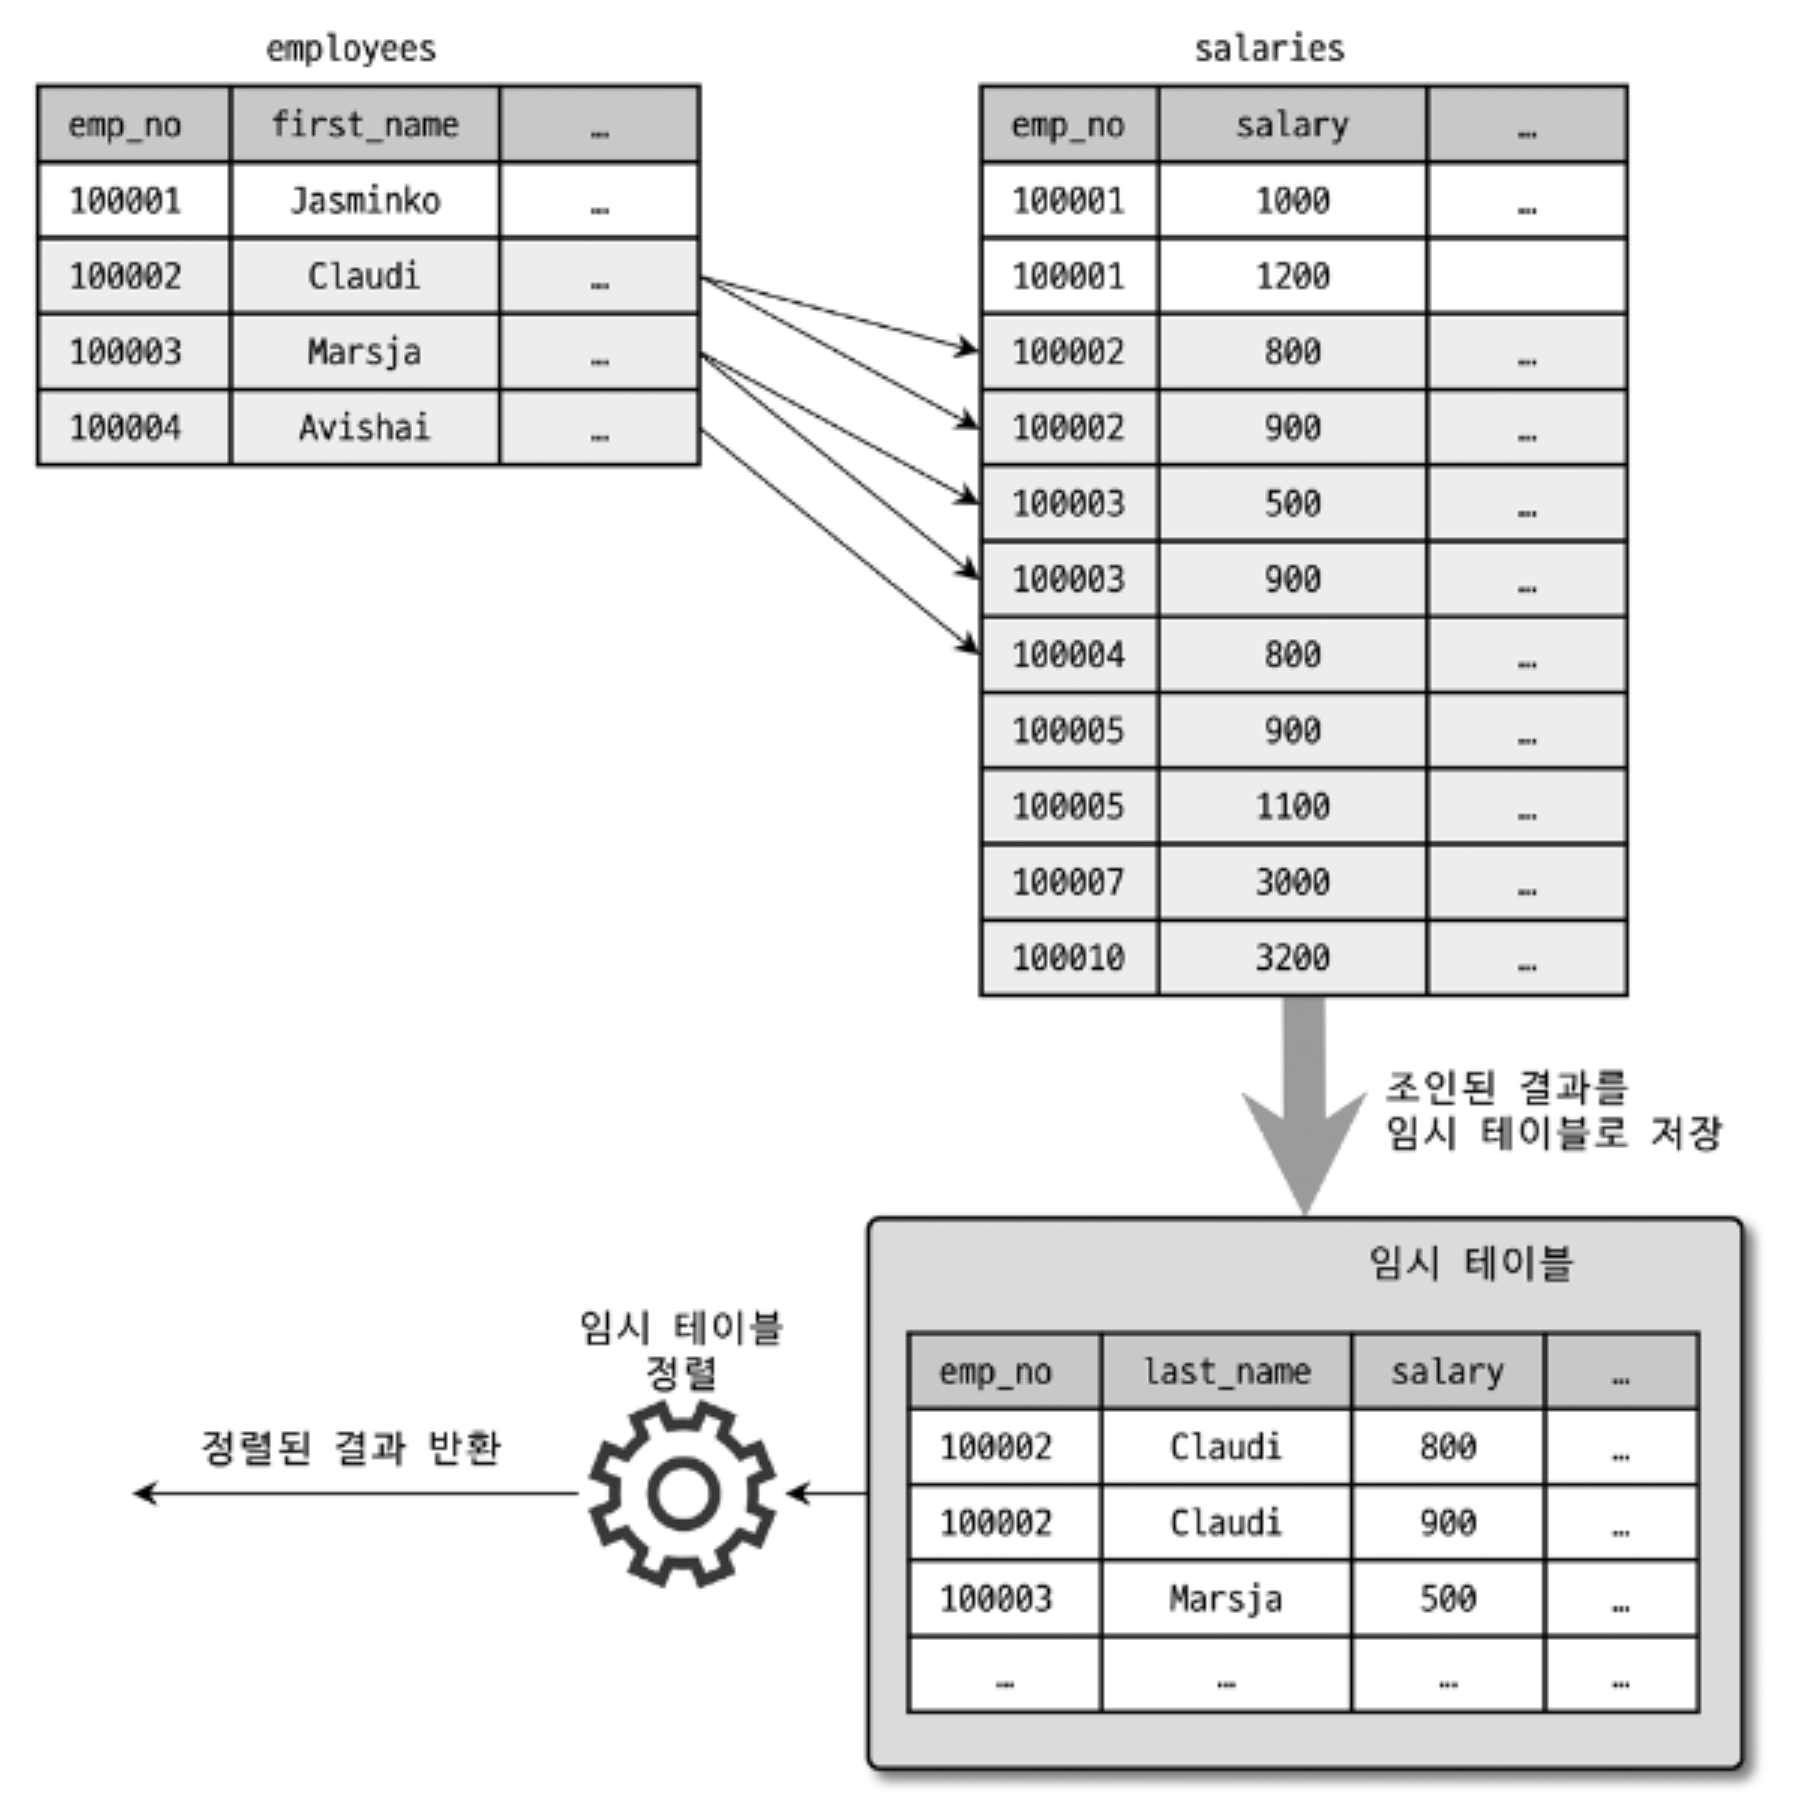 employees
emp_no first_name …
100001 Jasminko …
100002 Claudi …
100003 Marsja …
100004 Avishai …
salaries
emp_no salary …
100001 1000 …
100001 1200
100002 800 …
100002 900 …
100003 500 …
100003 900 …
100004 800 …
100005 900 …
100005 1100 …
100007 3000 …
100010 3200 …
조인된 결과를
임시 테이블로 저장
임시 테이블
emp_no last_name salary …
100002 Claudi 800 …
100002 Claudi 900 …
100003 Marsja 500 …
… … … …
임시 테이블
정렬
정렬된 결과 반환